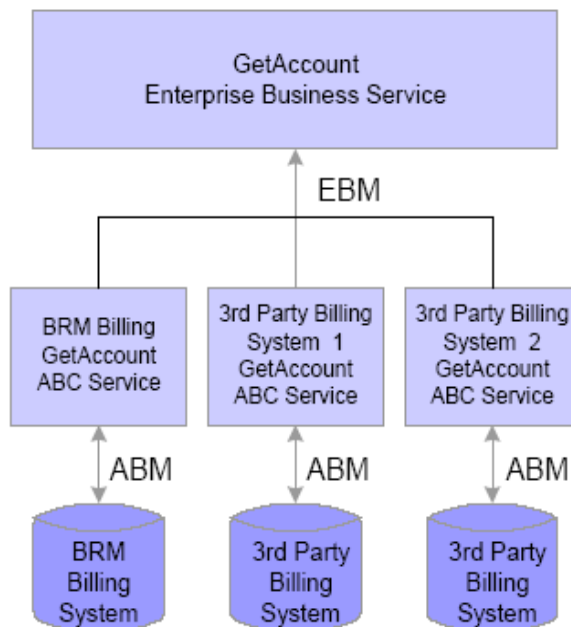 GetAccount
Enterprise Business Service
EBM
BRM Billing
GetAccount
ABC Service
3rd Party Billing
System 1
GetAccount
ABC Service
3rd Party Billing
System 2
GetAccount
ABC Service
ABM
ABM
ABM
BRM
Billing
System
3rd Party
Billing
System
3rd Party
Billing
System